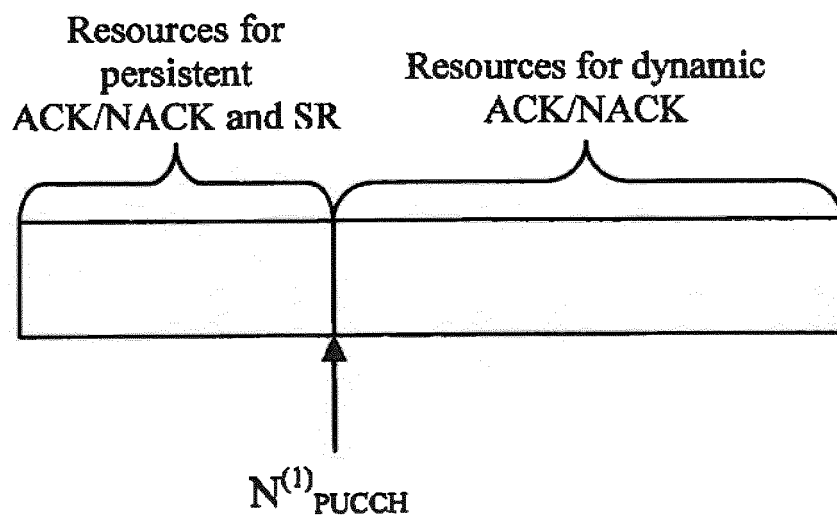 Resources for
persistent
ACK/NACK and SR
Resources for dynamic
ACK/NACK
N(1)PUCCH